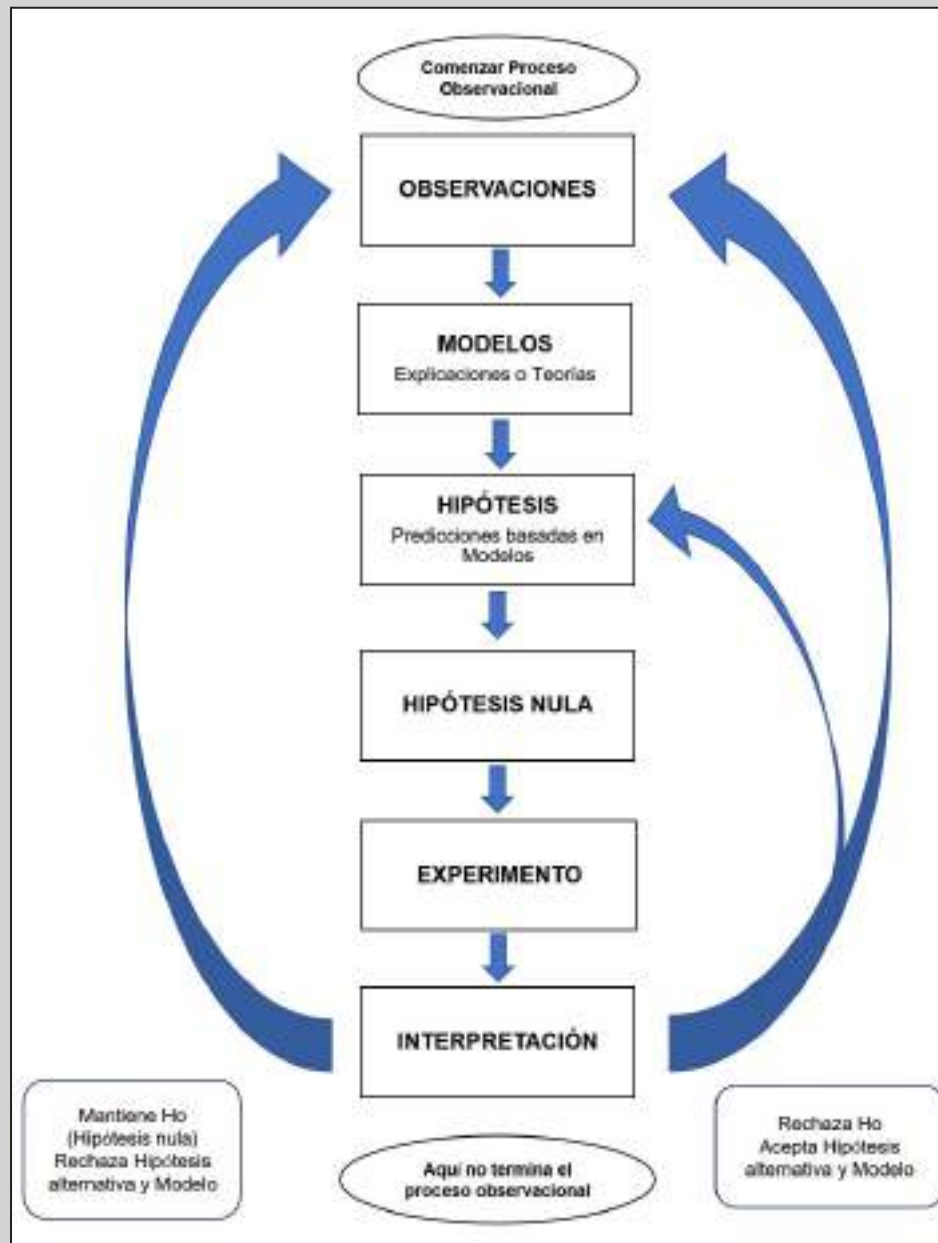 Comenzar Proceso
Observacional
OBSERVACIONES
MODELOS
Explicaciones o Teorías
HIPÓTESIS
Predicciones basadas en
Modelos
HIPÓTESIS NULA
EXPERIMENTO
INTERPRETACIÓN
Mantiene Ho
(Hipótesis nula)
Rechaza Hipótesis
alternativa y Modelo
Aquí no termina el
proceso observacional
Rechaza Ho
Acepta Hipótesis
alternativa y Modelo